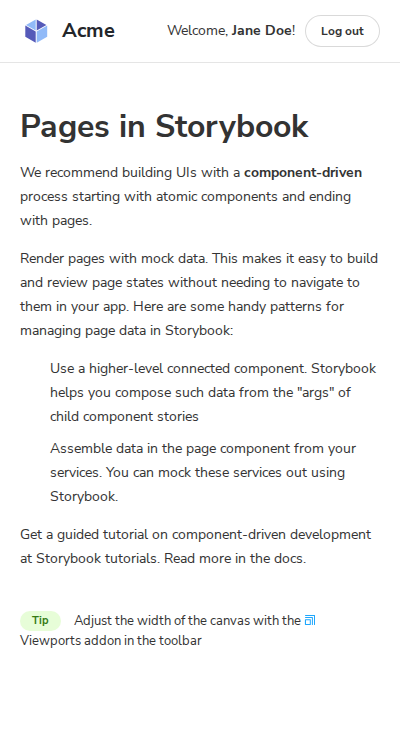 Acme
Welcome, Jane Doe!
Log out
Pages in Storybook
We recommend building UIs with a component-driven
process starting with atomic components and ending
with pages.
Render pages with mock data. This makes it easy to build
and review page states without needing to navigate to
them in your app. Here are some handy patterns for
managing page data in Storybook:
Use a higher-level connected component. Storybook
helps you compose such data from the "args" of
child component stories
Assemble data in the page component from your
services. You can mock these services out using
Storybook.
Get a guided tutorial on component-driven development
at Storybook tutorials. Read more in the docs.
Tip Adjust the width of the canvas with the
Viewports addon in the toolbar